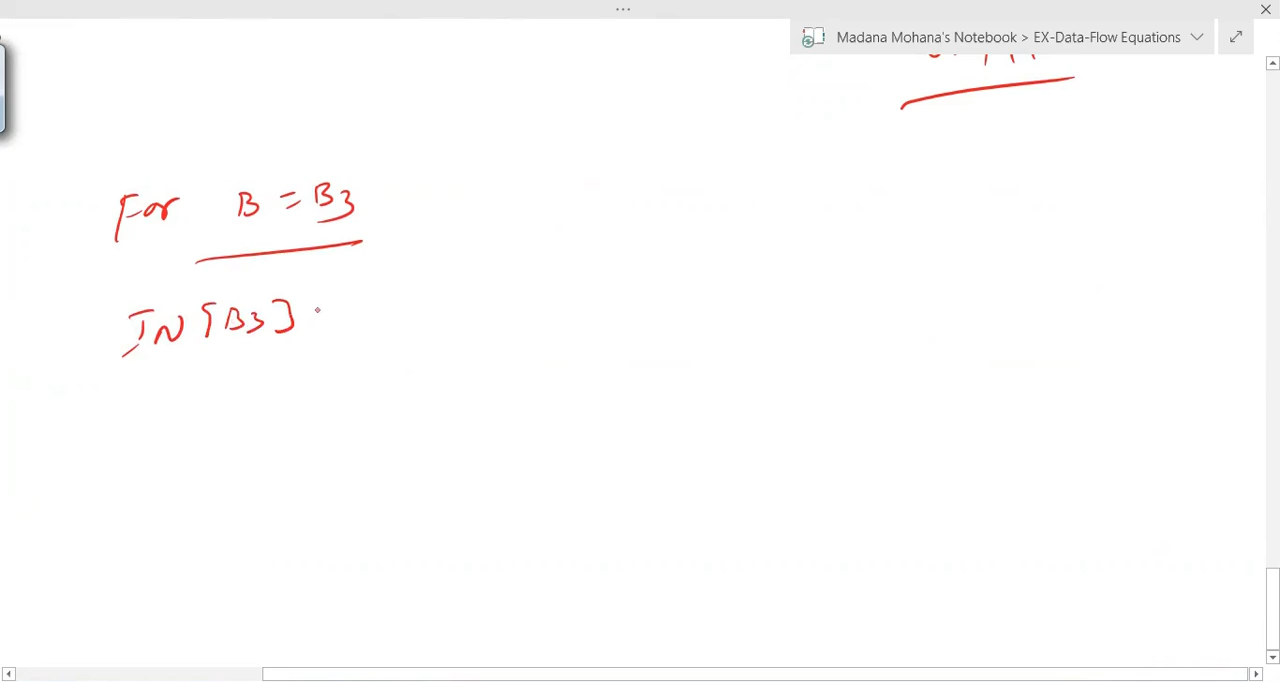 ...
Madana Mohana's Notebook > EX-Data-Flow Equations
For B = B3
IN [B3]